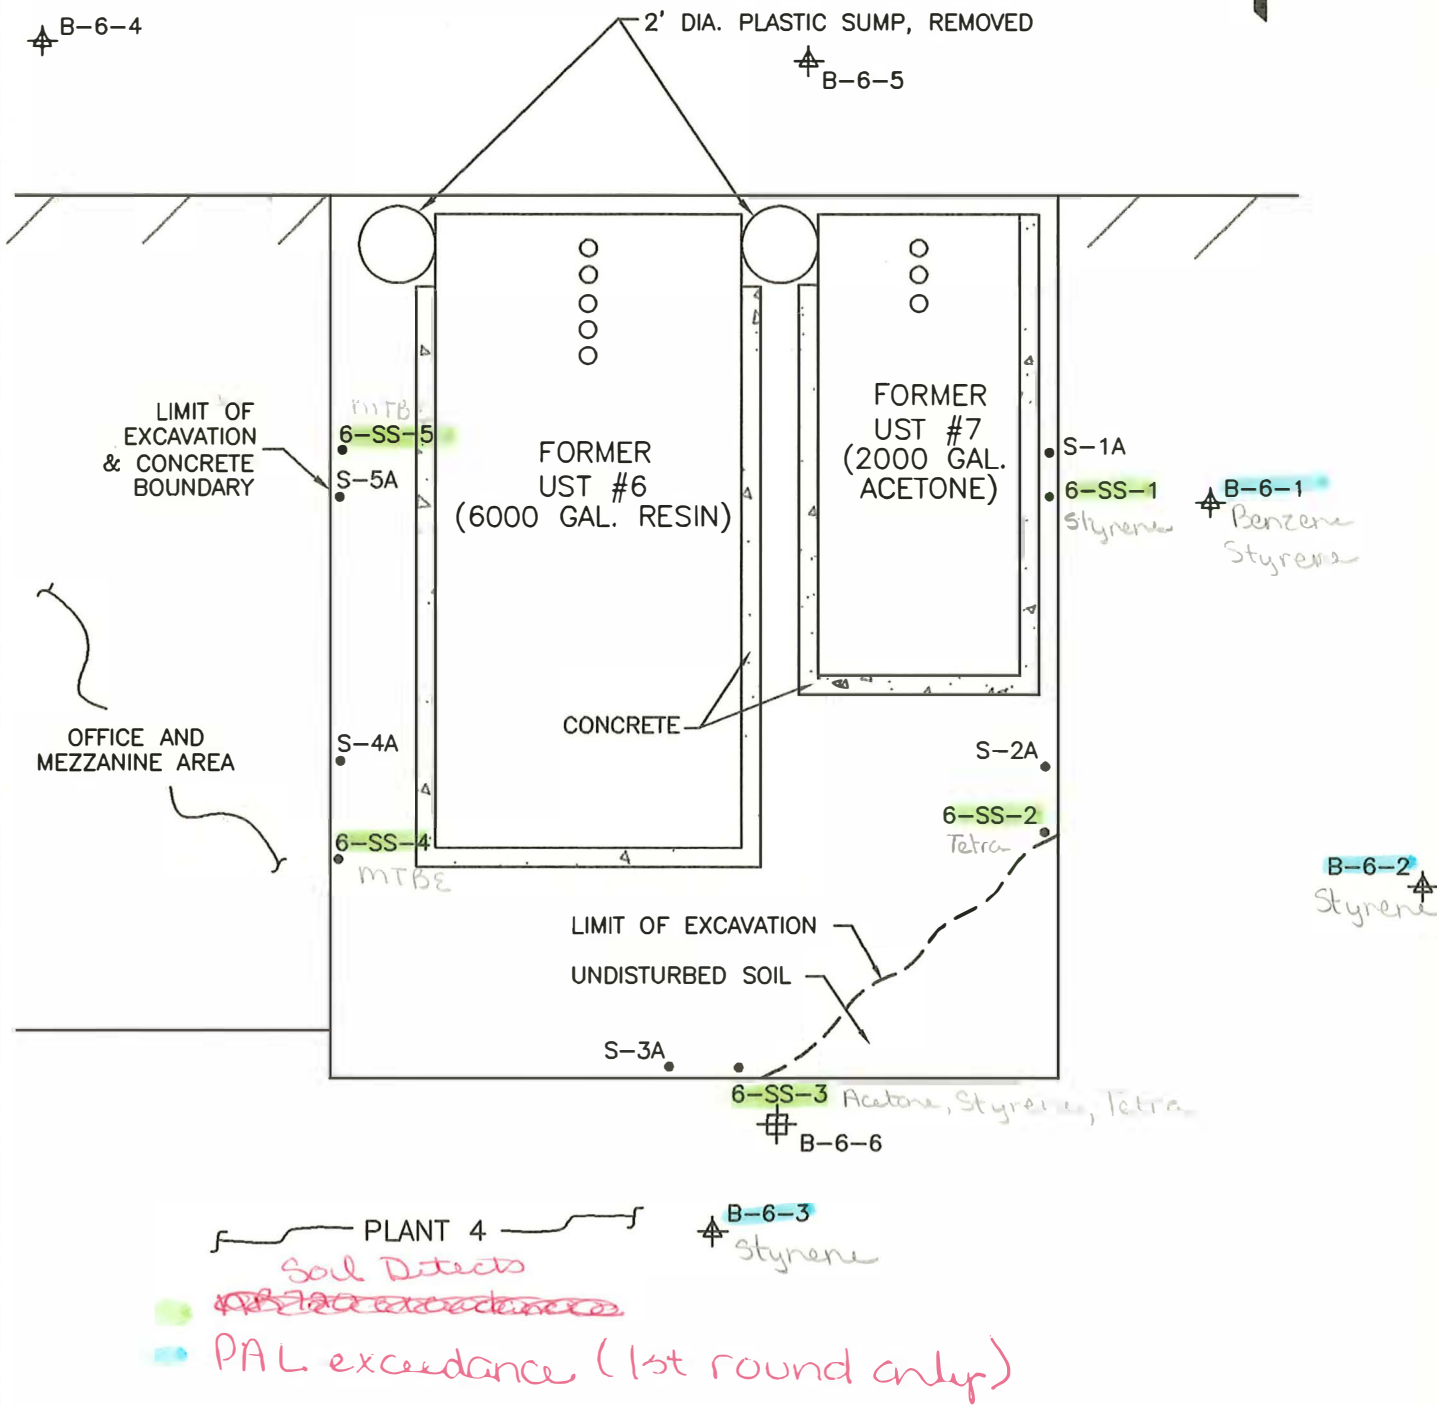 B-6-4
2' DIA. PLASTIC SUMP, REMOVED
B-6-5
LIMIT OF
EXCAVATION
& CONCRETE
BOUNDARY
MTBE
6-SS-5
S-5A
FORMER
UST #6
(6000 GAL. RESIN)
FORMER
UST #7
(2000 GAL.
ACETONE)
S-1A
6-SS-1
Styrene
B-6-1
Benzene
Styrene
OFFICE AND
MEZZANINE AREA
S-4A
6-SS-4
MTBE
CONCRETE
S-2A
6-SS-2
Tetra
B-6-2
Styrene
LIMIT OF EXCAVATION
UNDISTURBED SOIL
S-3A
6-SS-3 Acetone, Styrene, Tetra
B-6-6
PLANT 4
B-6-3
Styrene
Soil Detects
PAL exceedance (1st round only)